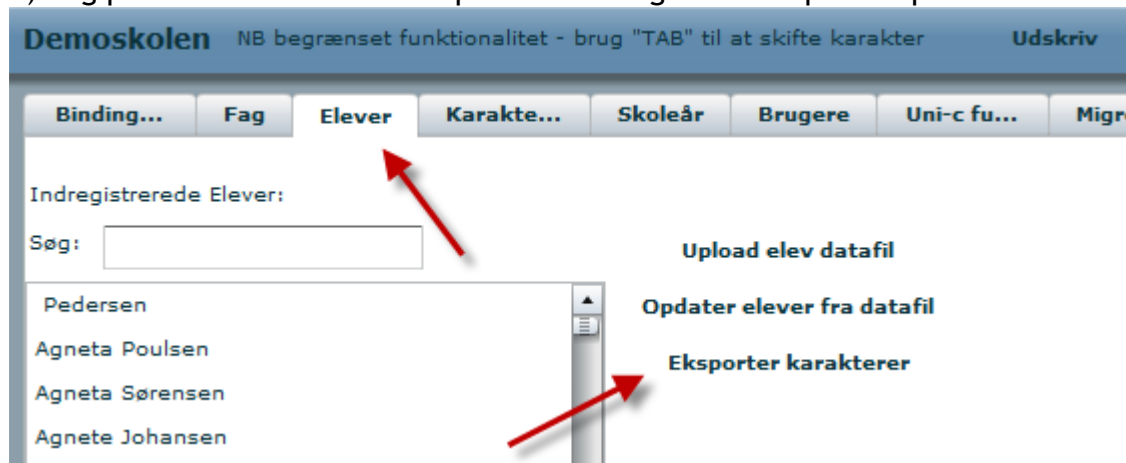 Demoskolen NB begrænset funktionalitet - brug "TAB" til at skifte karakter Udskriv
Binding... Fag Elever Karakte... Skoleår Brugere Uni-c fu... Migr
Indregistrerede Elever:
Søg:
Upload elev datafil
Pedersen
Opdater elever fra datafil
Agneta Poulsen
Eksporter karakterer
Agneta Sørensen
Agnete Johansen